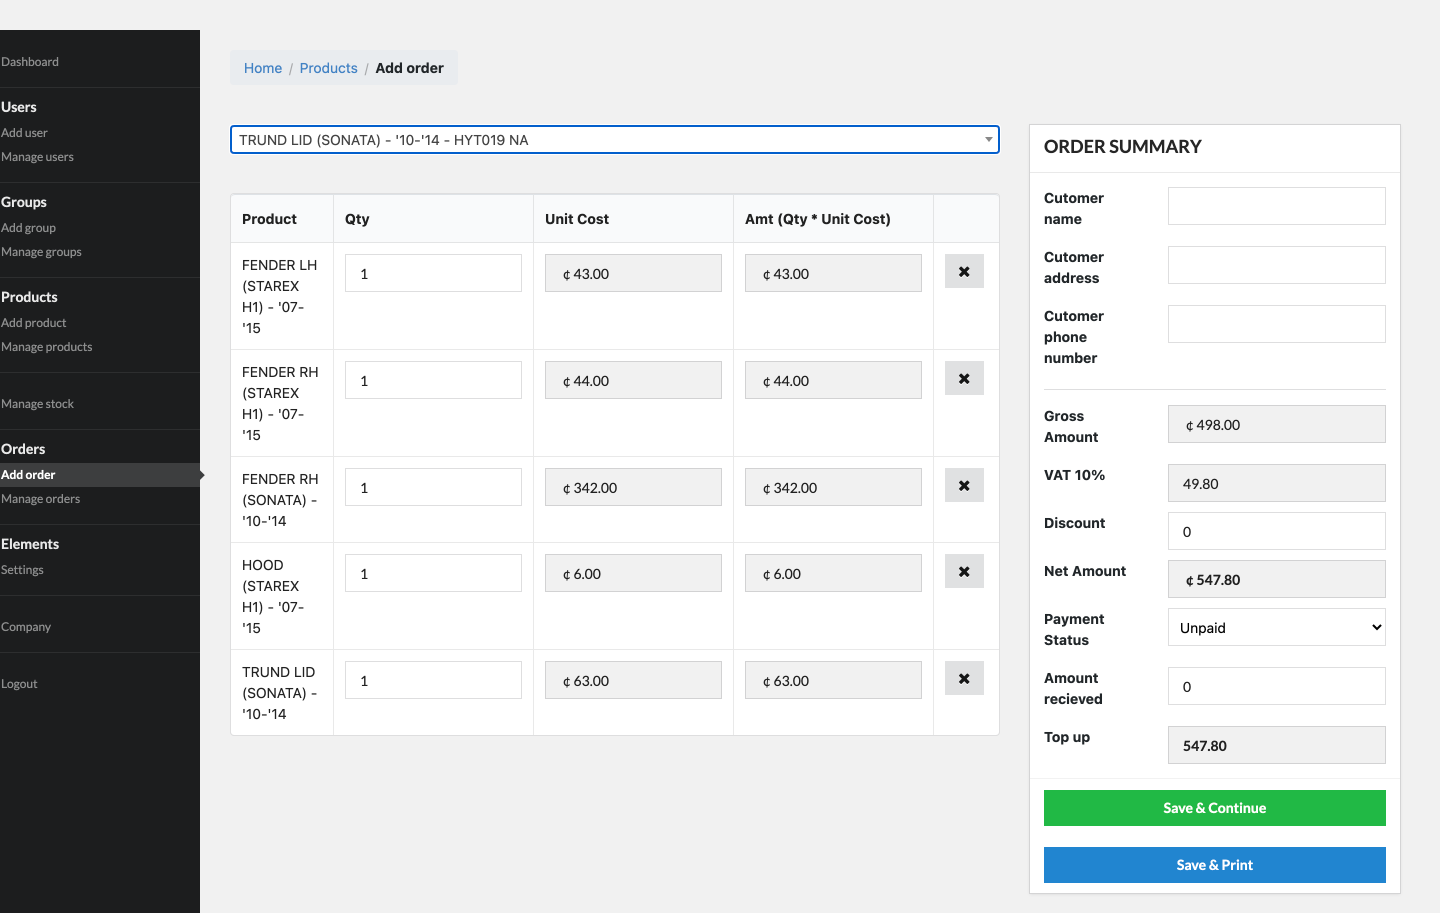 Dashboard
Users
Add user
Manage users
Groups
Add group
Manage groups
Products
Add product
Manage products
Manage stock
Orders
Add order
Manage orders
Elements
Settings
Company
Logout
Home / Products / Add order
TRUND LID (SONATA) - '10-'14 - HYT019 NA
Product Qty Unit Cost Amt (Qty * Unit Cost)
FENDER LH
(STAREX
H1) - '07-
'15
1 ¢ 43.00 ¢ 43.00 ✖
FENDER RH
(STAREX
H1) - '07-
'15
1 ¢ 44.00 ¢ 44.00 ✖
FENDER RH
(SONATA) -
'10-'14
1 ¢ 342.00 ¢ 342.00 ✖
HOOD
(STAREX
H1) - '07-
'15
1 ¢ 6.00 ¢ 6.00 ✖
TRUND LID
(SONATA) -
'10-'14
1 ¢ 63.00 ¢ 63.00 ✖
ORDER SUMMARY
Cutomer
name
Cutomer
address
Cutomer
phone
number
Gross
Amount
¢ 498.00
VAT 10%
49.80
Discount
0
Net Amount
¢ 547.80
Payment
Status
Unpaid
Amount
recieved
0
Top up
547.80
Save & Continue
Save & Print